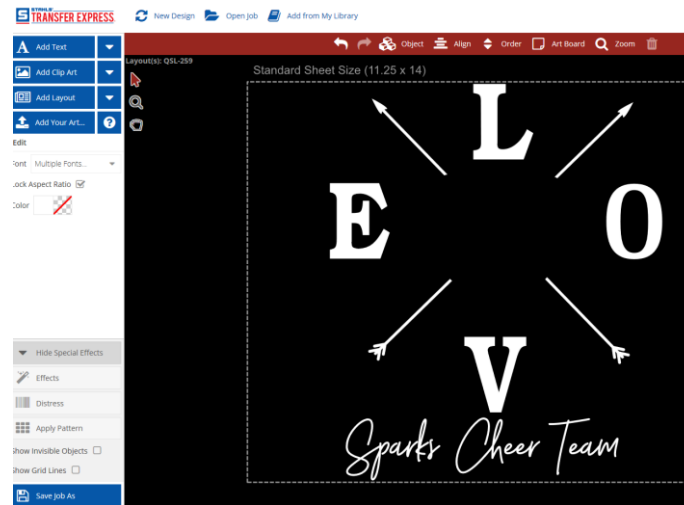 STAHLS'
TRANSFER EXPRESS
New Design
Open Job
Add from My Library
Object
Align
Order
Art Board
Zoom
Add Text
Add Clip Art
Add Layout
Add Your Art...
?
Layout(s): QSL-259
Standard Sheet Size (11.25 x 14)
Edit
Font Multiple Fonts...
Lock Aspect Ratio
Color
L
E O
V
Sparks Cheer Team
Hide Special Effects
Effects
Distress
Apply Pattern
Show Invisible Objects
Show Grid Lines
Save Job As